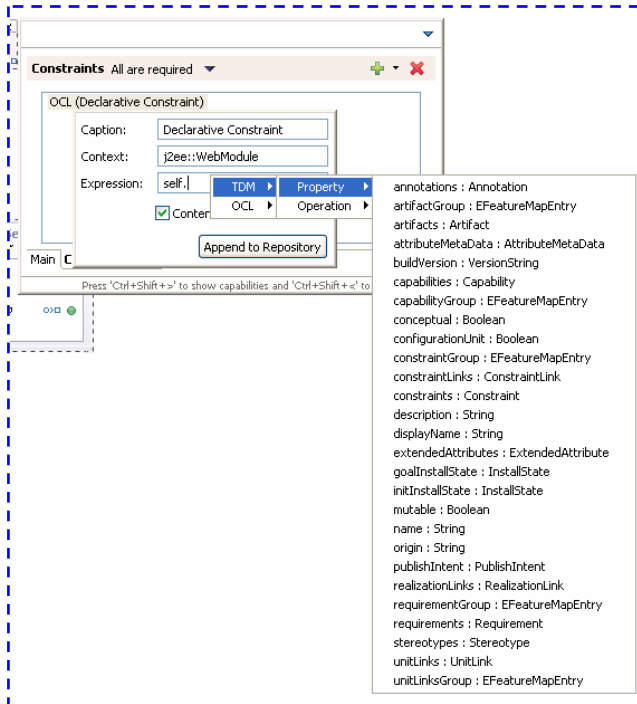 Constraints All are required
OCL (Declarative Constraint)
Caption: Declarative Constraint
Context: j2ee::WebModule
Expression: self.
TDM
OCL
Property
Operation
Append to Repository
Main
Press 'Ctrl+Shift+>' to show capabilities and 'Ctrl+Shift+<' to
annotations : Annotation
artifactGroup : EFeatureMapEntry
artifacts : Artifact
attributeMetaData : AttributeMetaData
buildVersion : VersionString
capabilities : Capability
capabilityGroup : EFeatureMapEntry
conceptual : Boolean
configurationUnit : Boolean
constraintGroup : EFeatureMapEntry
constraintLinks : ConstraintLink
constraints : Constraint
description : String
displayName : String
extendedAttributes : ExtendedAttribute
goalInstallState : InstallState
initInstallState : InstallState
mutable : Boolean
name : String
origin : String
publishIntent : PublishIntent
realizationLinks : RealizationLink
requirementGroup : EFeatureMapEntry
requirements : Requirement
stereotypes : Stereotype
unitLinks : UnitLink
unitLinksGroup : EFeatureMapEntry